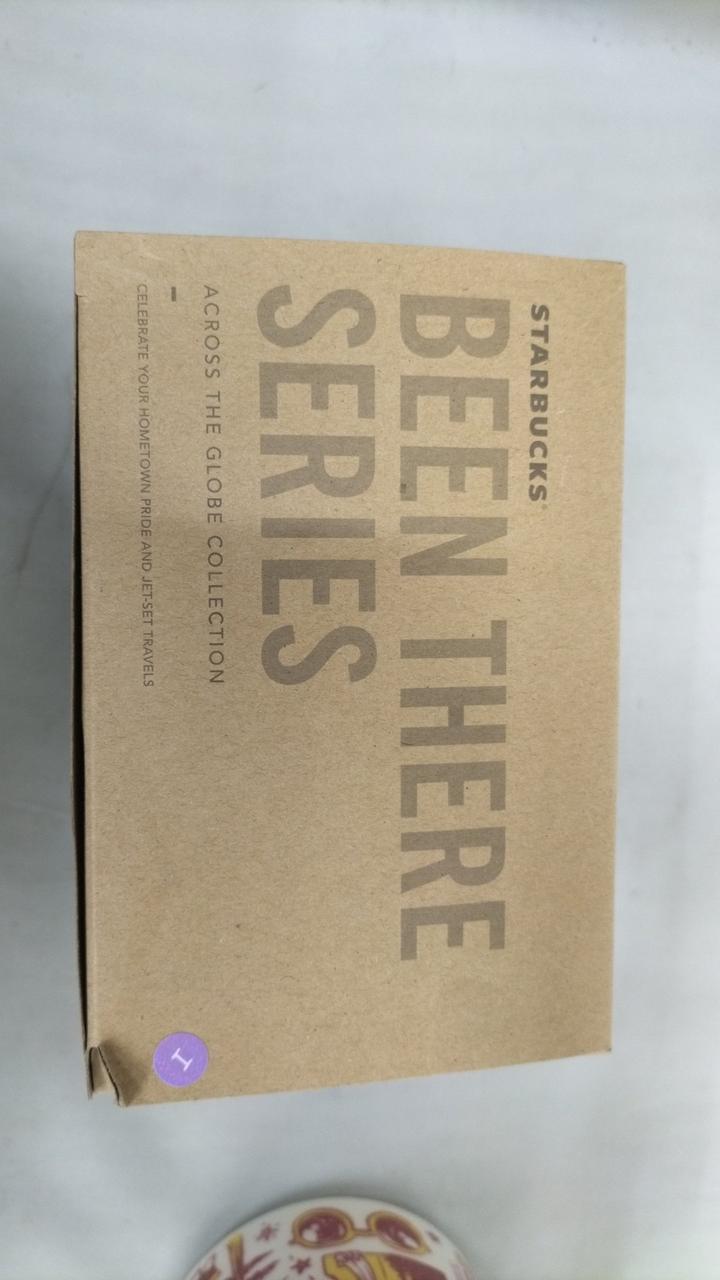 STARBUCKS®
BEEN THERE
SERIES
ACROSS THE GLOBE COLLECTION
–
CELEBRATE YOUR HOMETOWN PRIDE AND JET-SET TRAVELS
I